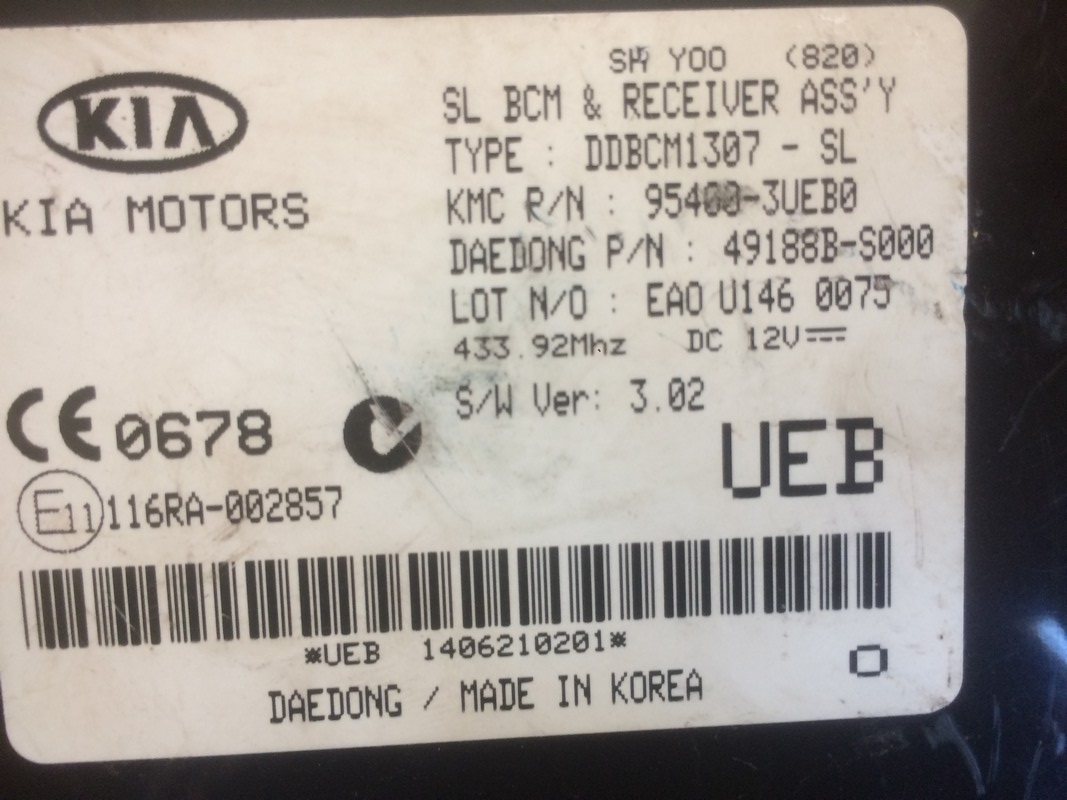 KIA
KIA MOTORS
SH YOO (820)
SL BCM & RECEIVER ASS'Y
TYPE : DDBCM1307 - SL
KMC P/N : 95400-3UEB0
DAEDONG P/N : 49188B-S000
LOT N/O : EAO U146 0075
433.92Mhz DC 12V
S/W Ver: 3.02
CE 0678
UEB
E11 116RA-002857
*UEB 1406210201*
O
DAEDONG / MADE IN KOREA